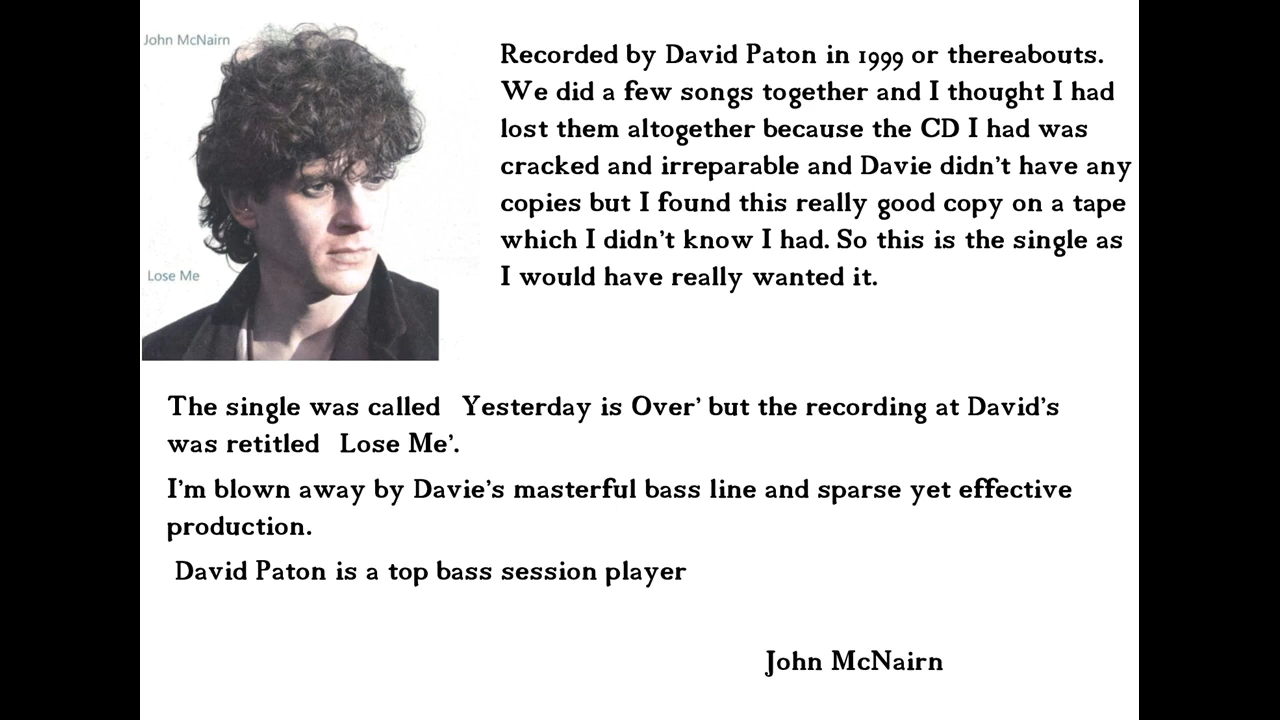 John McNairn
Lose Me
Recorded by David Paton in 1999 or thereabouts.
We did a few songs together and I thought I had
lost them altogether because the CD I had was
cracked and irreparable and Davie didn’t have any
copies but I found this really good copy on a tape
which I didn’t know I had. So this is the single as
I would have really wanted it.
The single was called Yesterday is Over’ but the recording at David’s
was retitled Lose Me’.
I’m blown away by Davie’s masterful bass line and sparse yet effective
production.
David Paton is a top bass session player
John McNairn